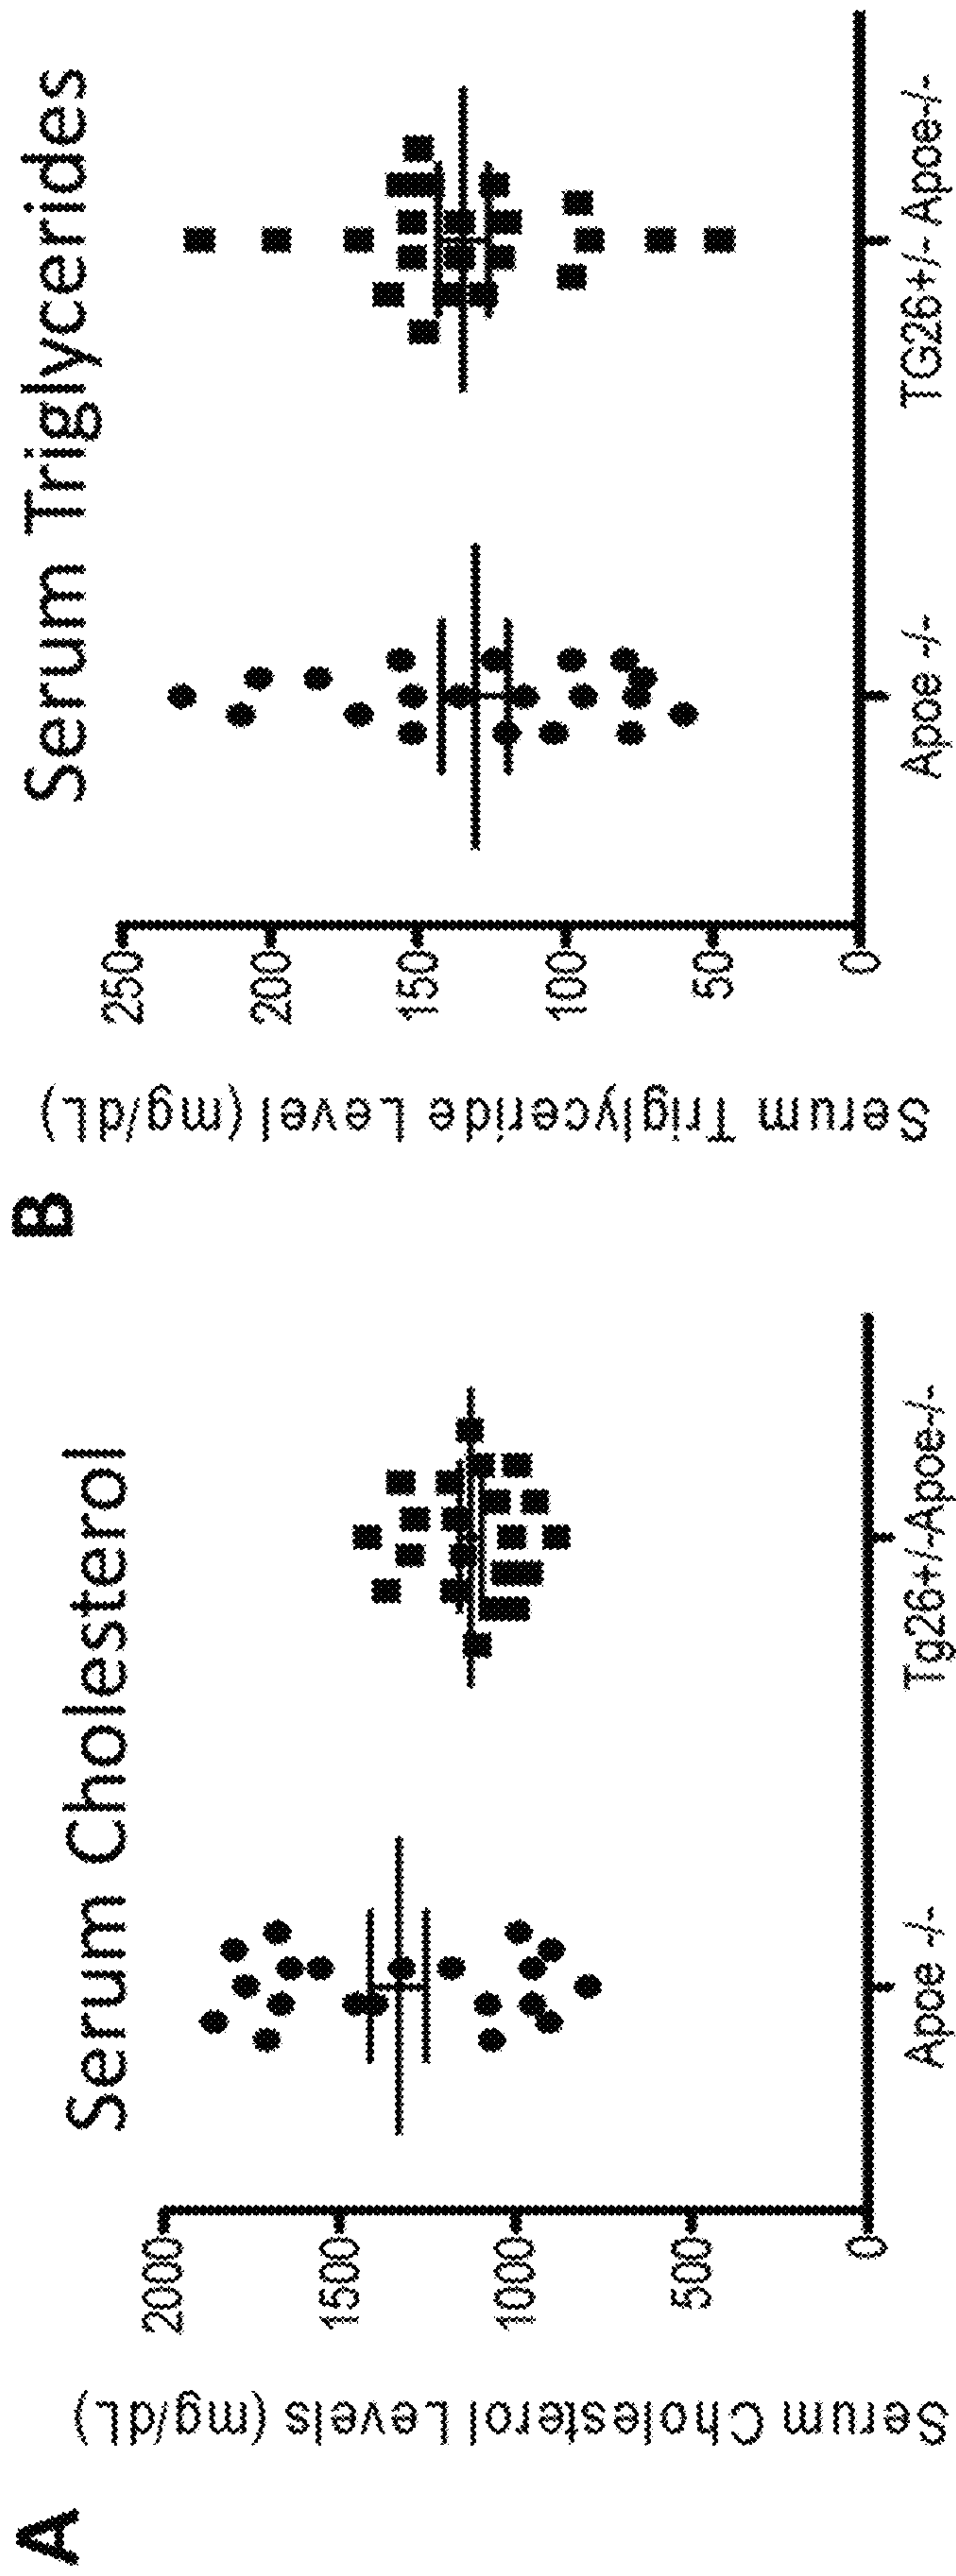 A
Serum Cholesterol
Serum Cholesterol Levels (mg/dL)
2000
1500
1000
500
0
Apoe -/-
Tg26+/-Apoe-/-
B
Serum Triglycerides
Serum Triglyceride Level (mg/dL)
250
200
150
100
50
0
Apoe -/-
TG26+/- Apoe-/-